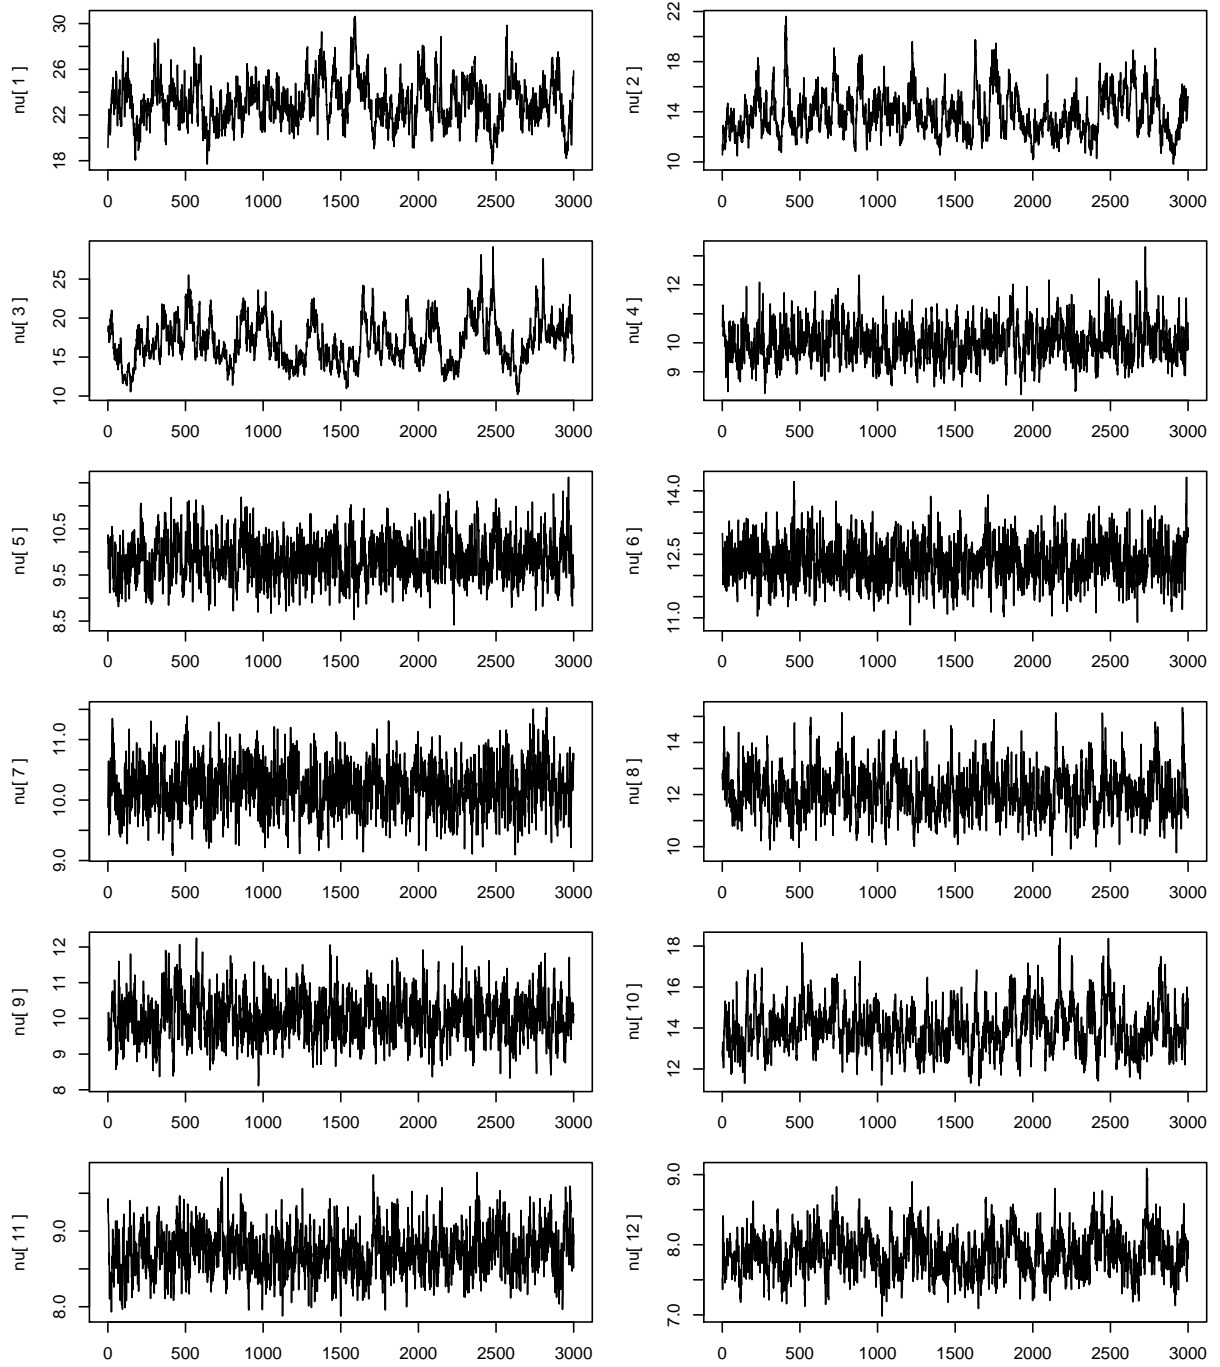 nu[ 1 ]
18 22 26 30
0 500 1000 1500 2000 2500 3000
nu[ 2 ]
10 14 18 22
0 500 1000 1500 2000 2500 3000
nu[ 3 ]
10 15 20 25
0 500 1000 1500 2000 2500 3000
nu[ 4 ]
9 10 12
0 500 1000 1500 2000 2500 3000
nu[ 5 ]
8.5 9.5 10.5
0 500 1000 1500 2000 2500 3000
nu[ 6 ]
11.0 12.5 14.0
0 500 1000 1500 2000 2500 3000
nu[ 7 ]
9.0 10.0 11.0
0 500 1000 1500 2000 2500 3000
nu[ 8 ]
10 12 14
0 500 1000 1500 2000 2500 3000
nu[ 9 ]
8 9 10 11 12
0 500 1000 1500 2000 2500 3000
nu[ 10 ]
12 14 16 18
0 500 1000 1500 2000 2500 3000
nu[ 11 ]
8.0 9.0
0 500 1000 1500 2000 2500 3000
nu[ 12 ]
7.0 8.0 9.0
0 500 1000 1500 2000 2500 3000